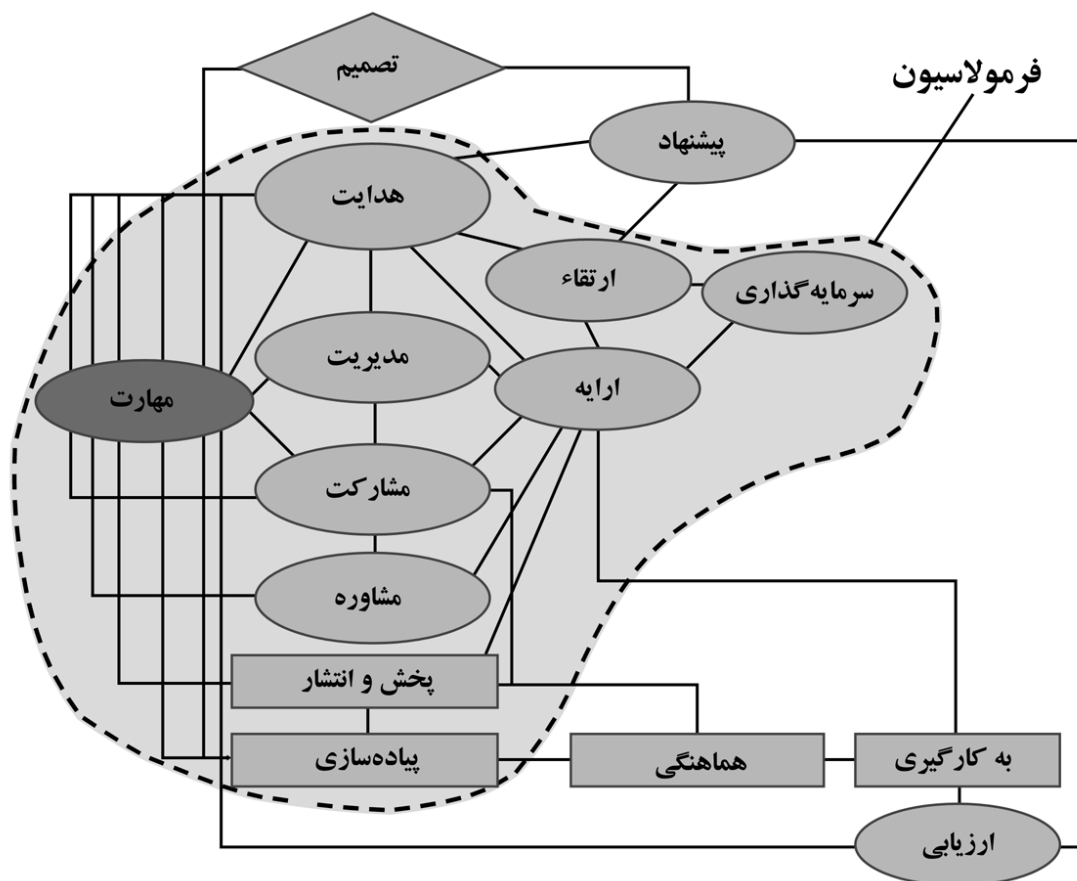 تصمیم
فرمولاسیون
پیشنهاد
هدایت
ارتقاء
سرمایه‌گذاری
مدیریت
ارایه
مهارت
مشارکت
مشاوره
پخش و انتشار
پیاده‌سازی
هماهنگی
به کارگیری
ارزیابی